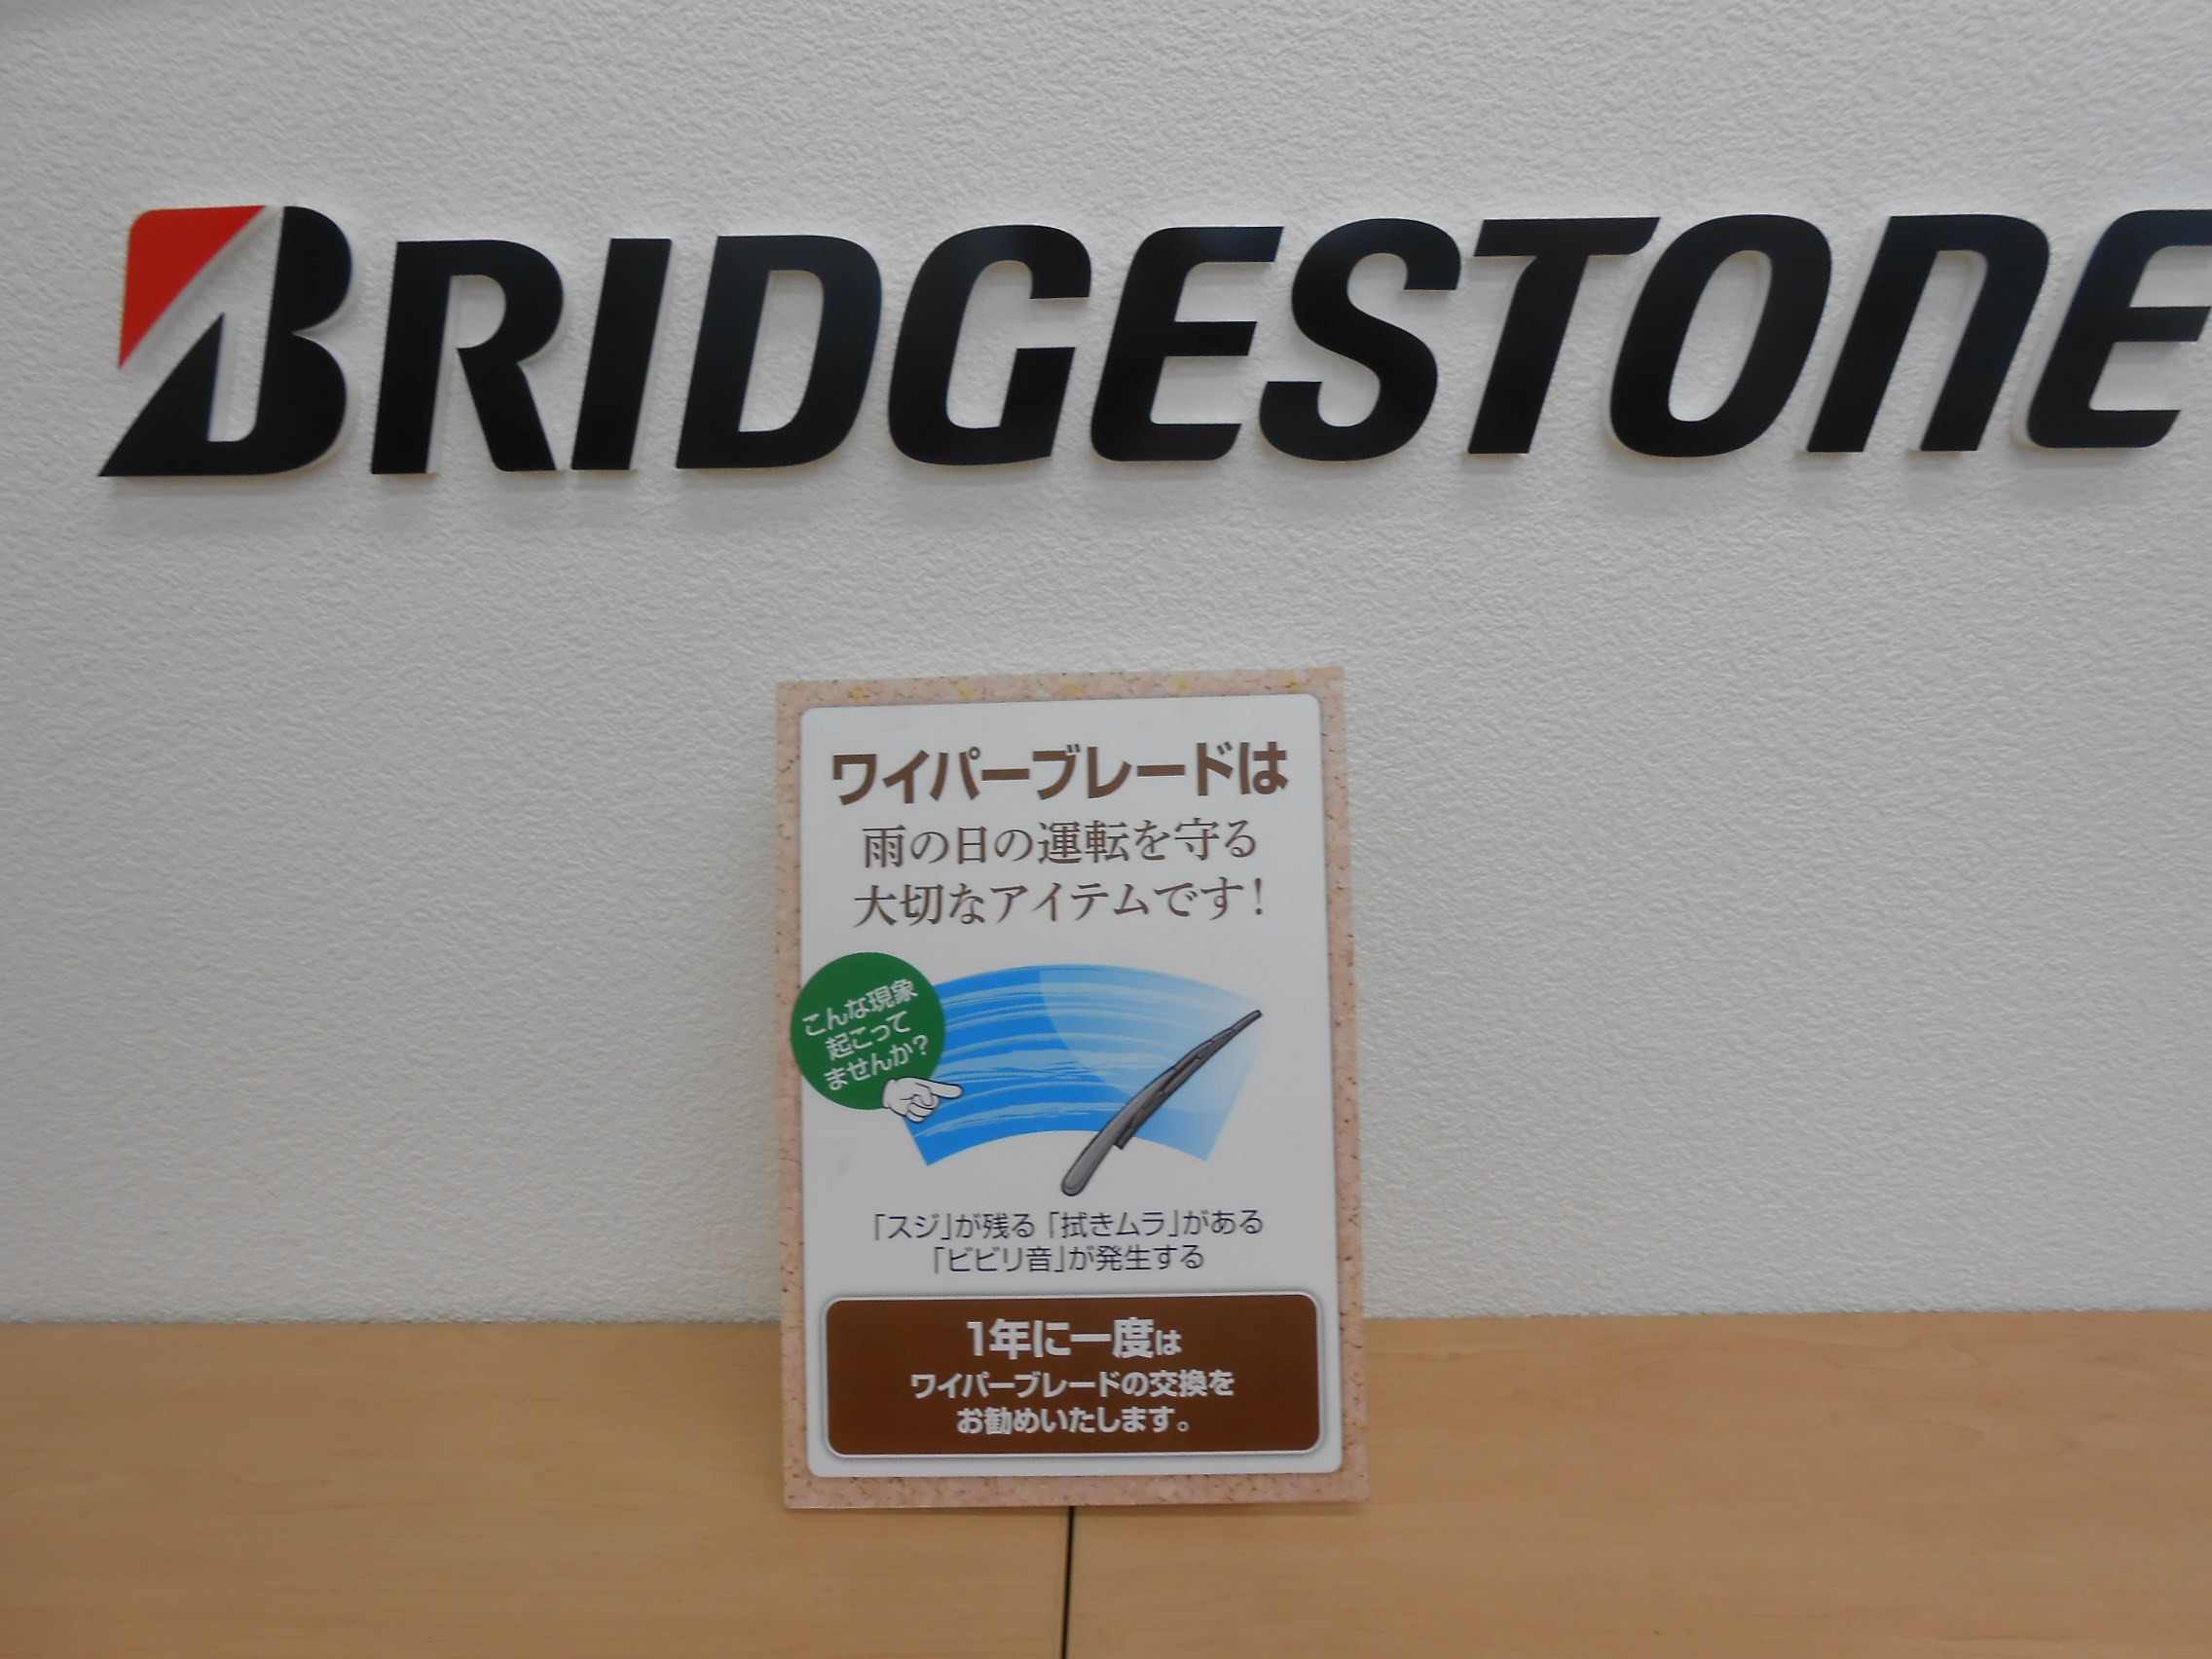 BRIDGESTONE
ワイパーブレードは
雨の日の運転を守る
大切なアイテムです!
こんな現象
起こって
ませんか?
「スジ」が残る「拭きムラ」がある
「ビビリ音」が発生する
1年に一度は
ワイパーブレードの交換を
お勧めいたします。